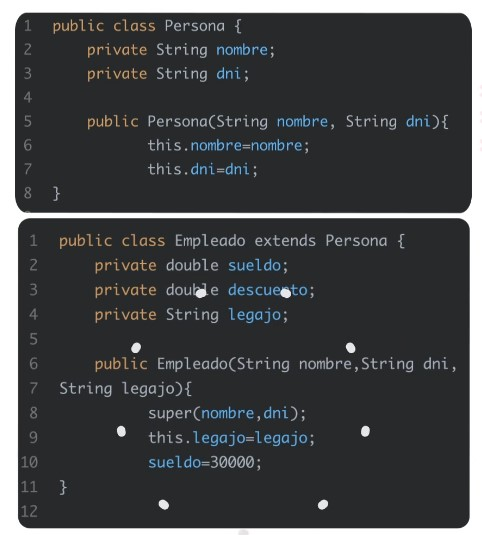 1 public class Persona {
2 private String nombre;
3 private String dni;
4
5 public Persona(String nombre, String dni){
6 this.nombre=nombre;
7 this.dni=dni;
8 }
1 public class Empleado extends Persona {
2 private double sueldo;
3 private double descuento;
4 private String legajo;
5
6 public Empleado(String nombre,String dni,
7 String legajo){
8 super(nombre,dni);
9 this.legajo=legajo;
10 sueldo=30000;
11 }
12